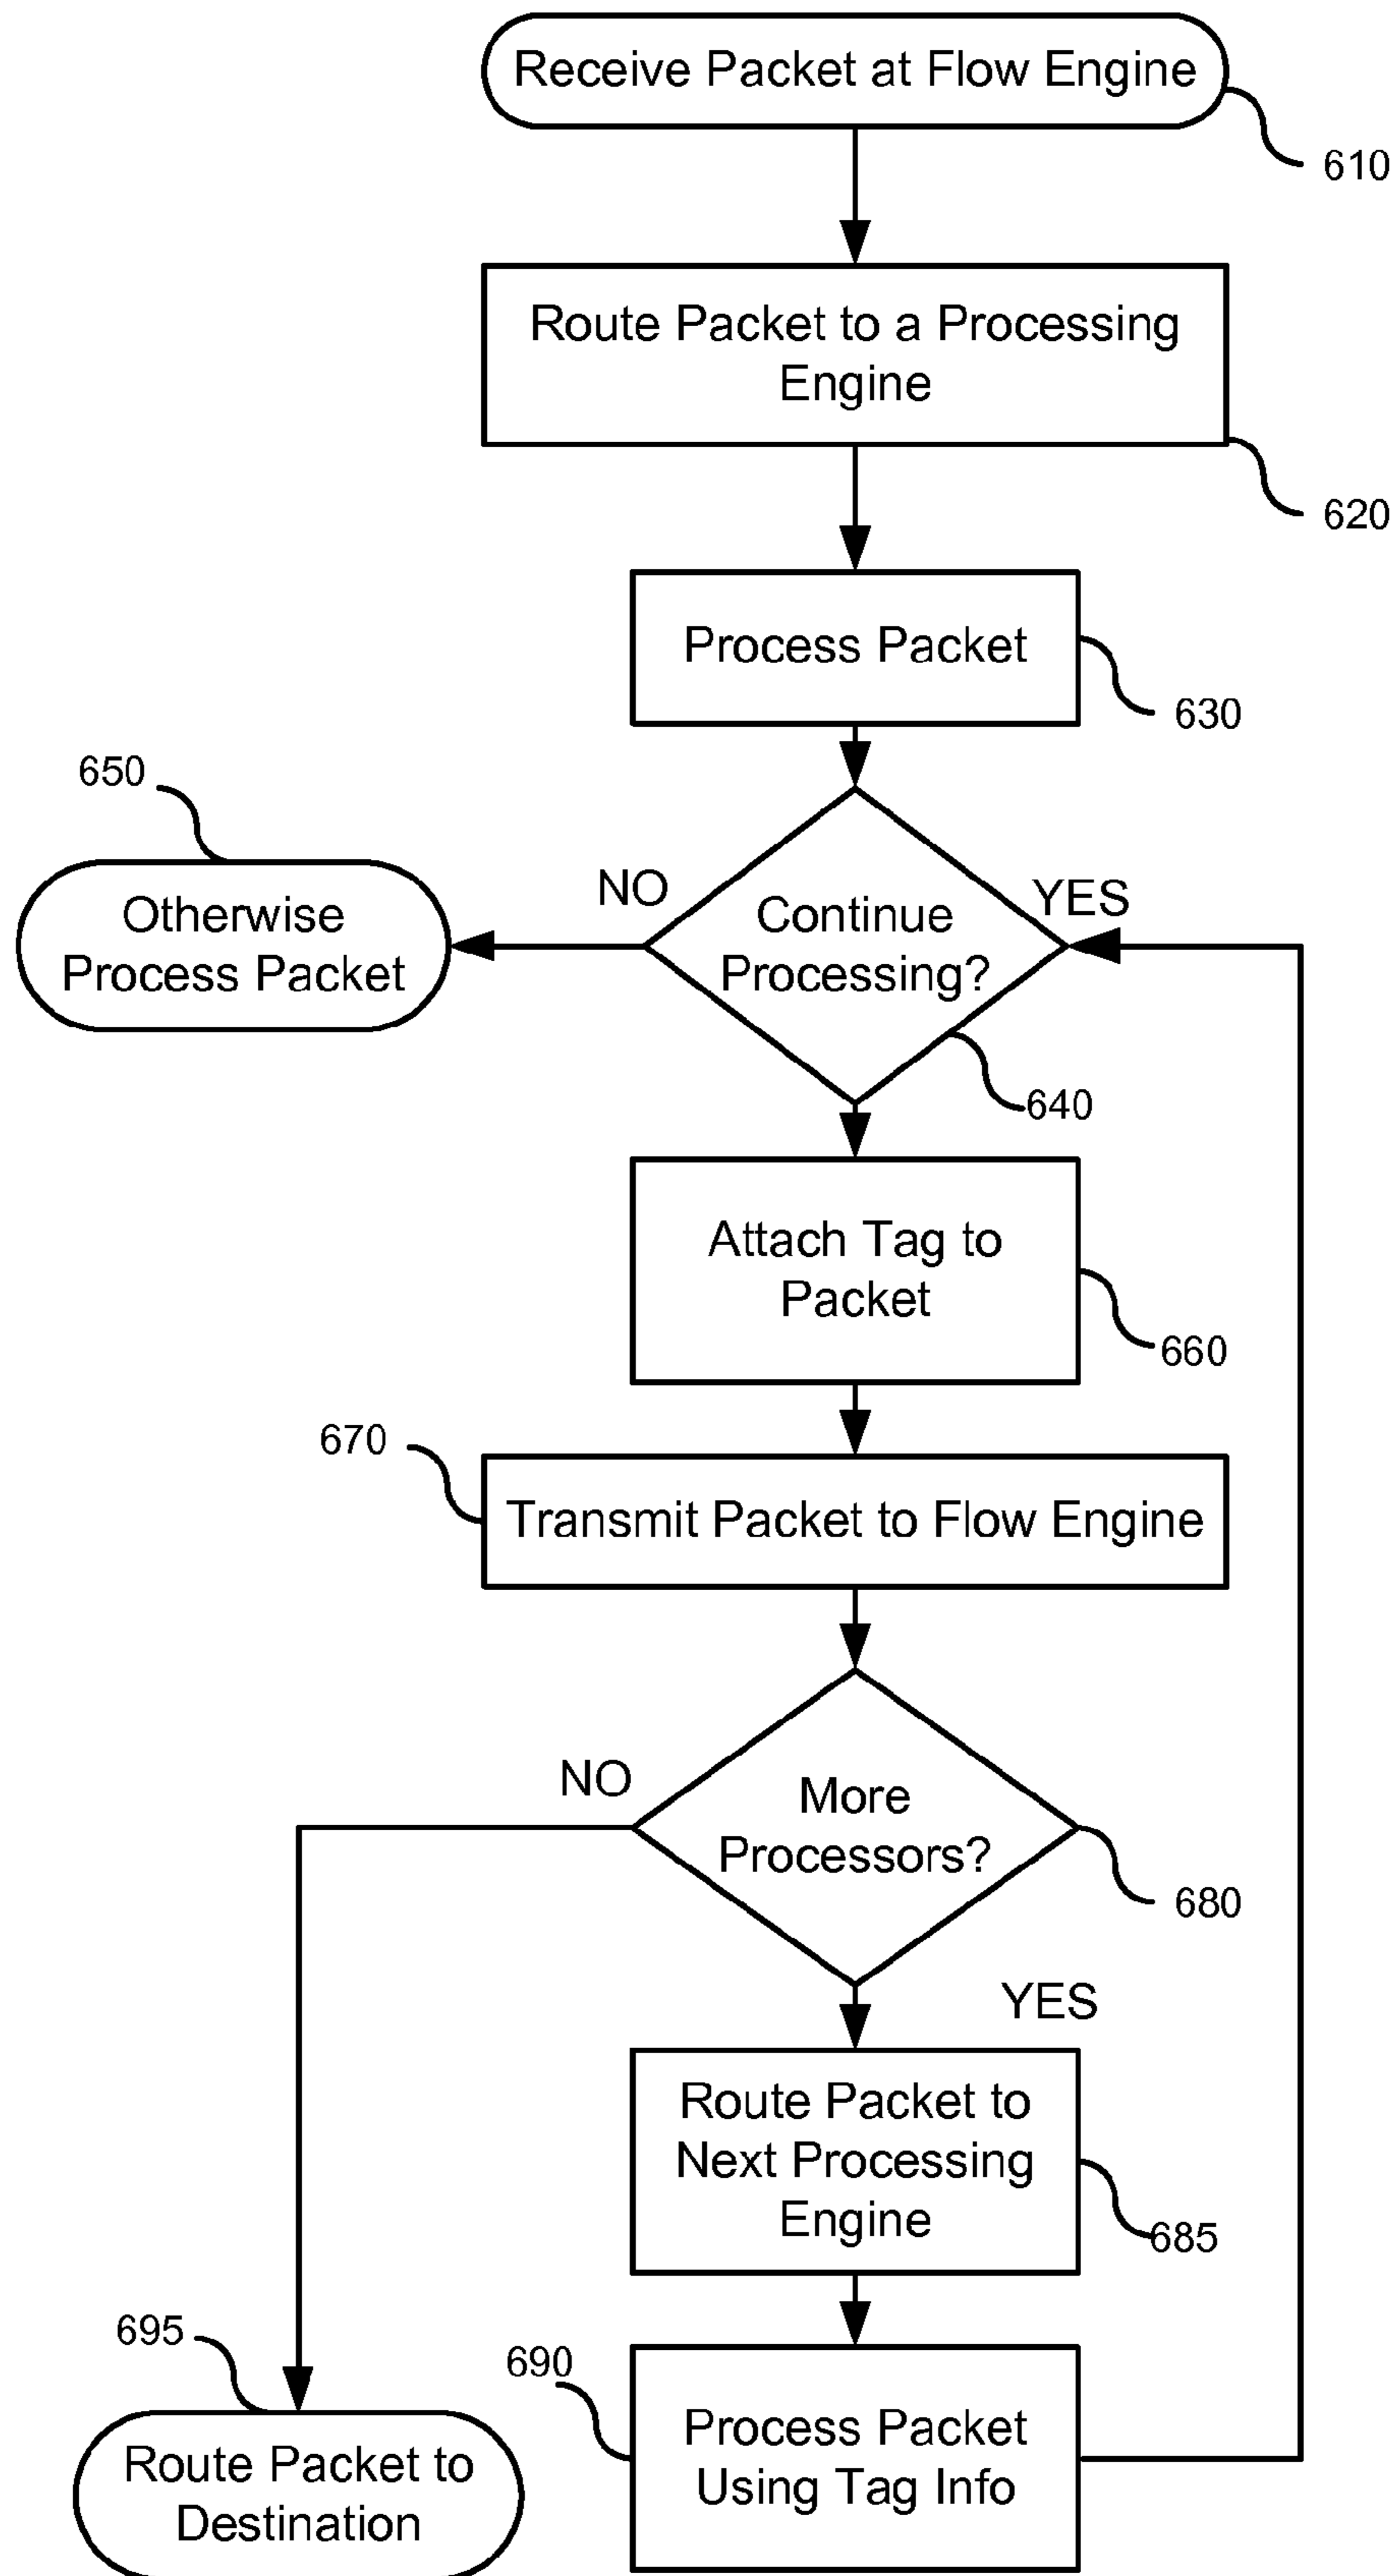 Receive Packet at Flow Engine
610
Route Packet to a Processing
Engine
620
Process Packet
630
650
NO
YES
Otherwise
Process Packet
Continue
Processing?
640
Attach Tag to
Packet
660
670
Transmit Packet to Flow Engine
NO
More
Processors?
680
YES
Route Packet to
Next Processing
Engine
685
695
690
Route Packet to
Destination
Process Packet
Using Tag Info